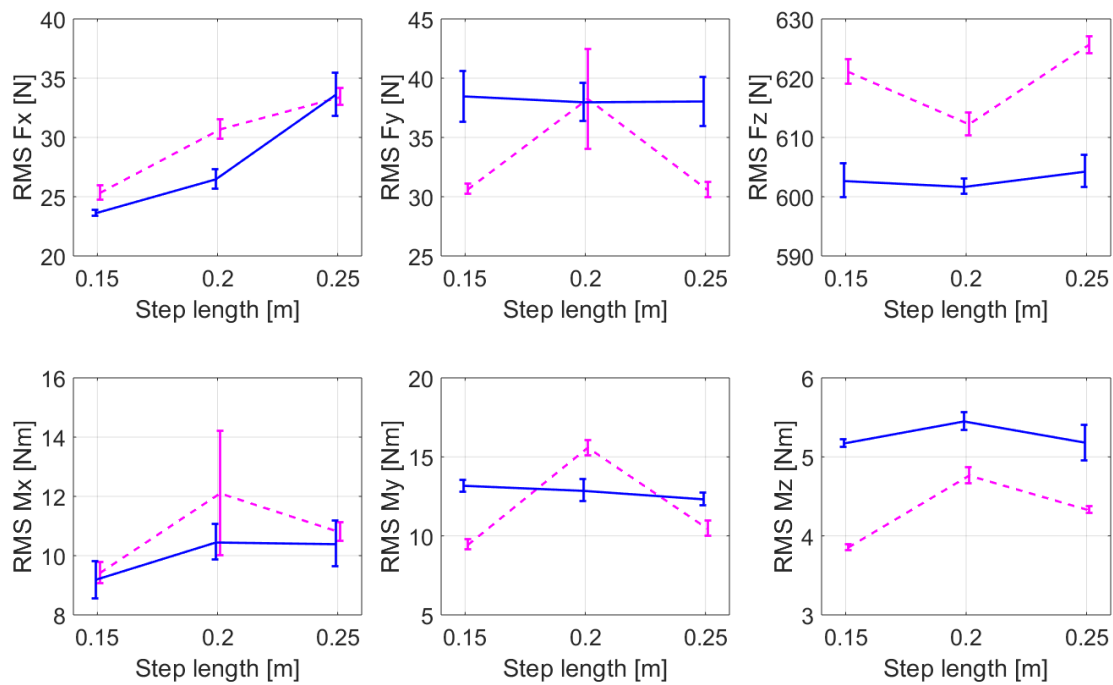 RMS Fx [N]
40
35
30
25
20
0.15 0.2 0.25
Step length [m]
RMS Fy [N]
45
40
35
30
25
0.15 0.2 0.25
Step length [m]
RMS Fz [N]
630
620
610
600
590
0.15 0.2 0.25
Step length [m]
RMS Mx [Nm]
16
14
12
10
8
0.15 0.2 0.25
Step length [m]
RMS My [Nm]
20
15
10
5
0.15 0.2 0.25
Step length [m]
RMS Mz [Nm]
6
5
4
3
0.15 0.2 0.25
Step length [m]